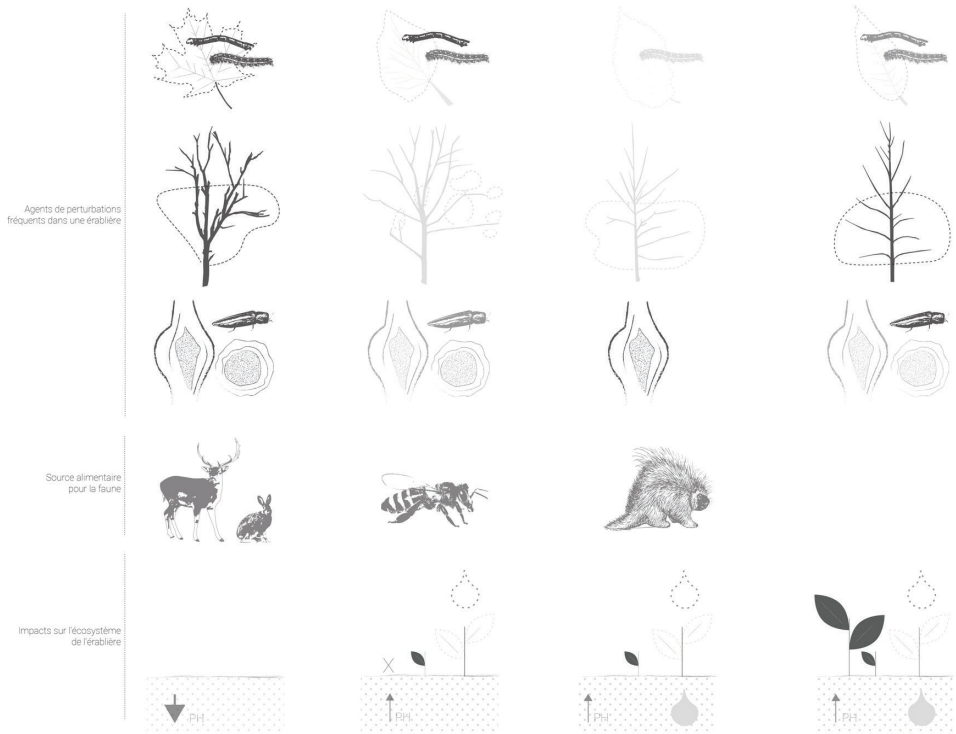 Agents de perturbations
fréquents dans une érablière
Source alimentaire
pour la faune
Impacts sur l'écosystème
de l'érablière
X
PH
PH
PH
PH